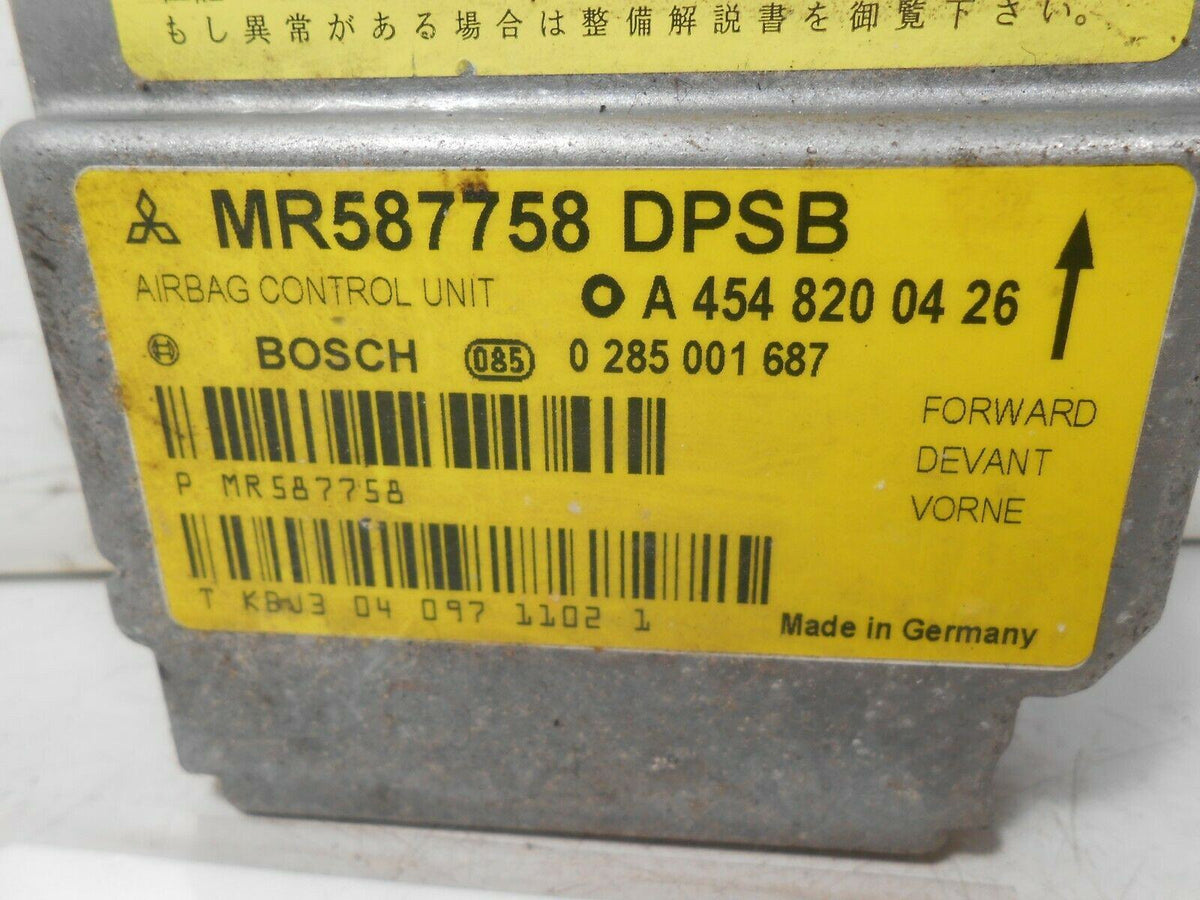 もし異常がある場合は整備解説書を御覧下さい。
MR587758 DPSB
AIRBAG CONTROL UNIT A 454 820 04 26
BOSCH 085 0 285 001 687
FORWARD
DEVANT
P MR587758
VORNE
T 04 097 1102 1
Made in Germany